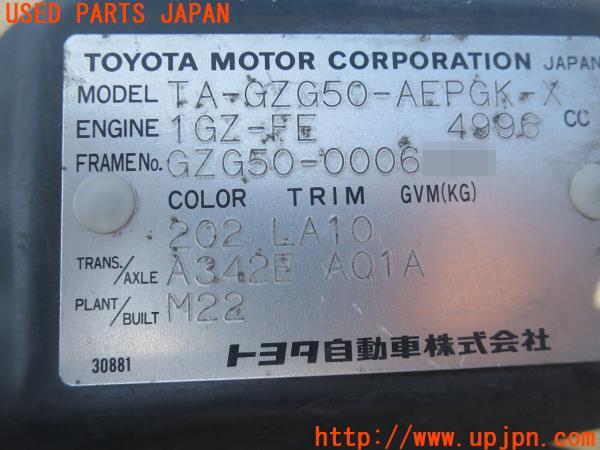 USED PARTS JAPAN
TOYOTA MOTOR CORPORATION JAPAN
MODEL TA-GZG50-AEPGK-X
ENGINE 1GZ-FE 4996 CC
FRAME No. GZG50-0006
COLOR TRIM GVM(KG)
202 LA10
TRANS./AXLE A342E A01A
PLANT/BUILT M22
トヨタ自動車株式会社
30881
http://www.upjpn.com/